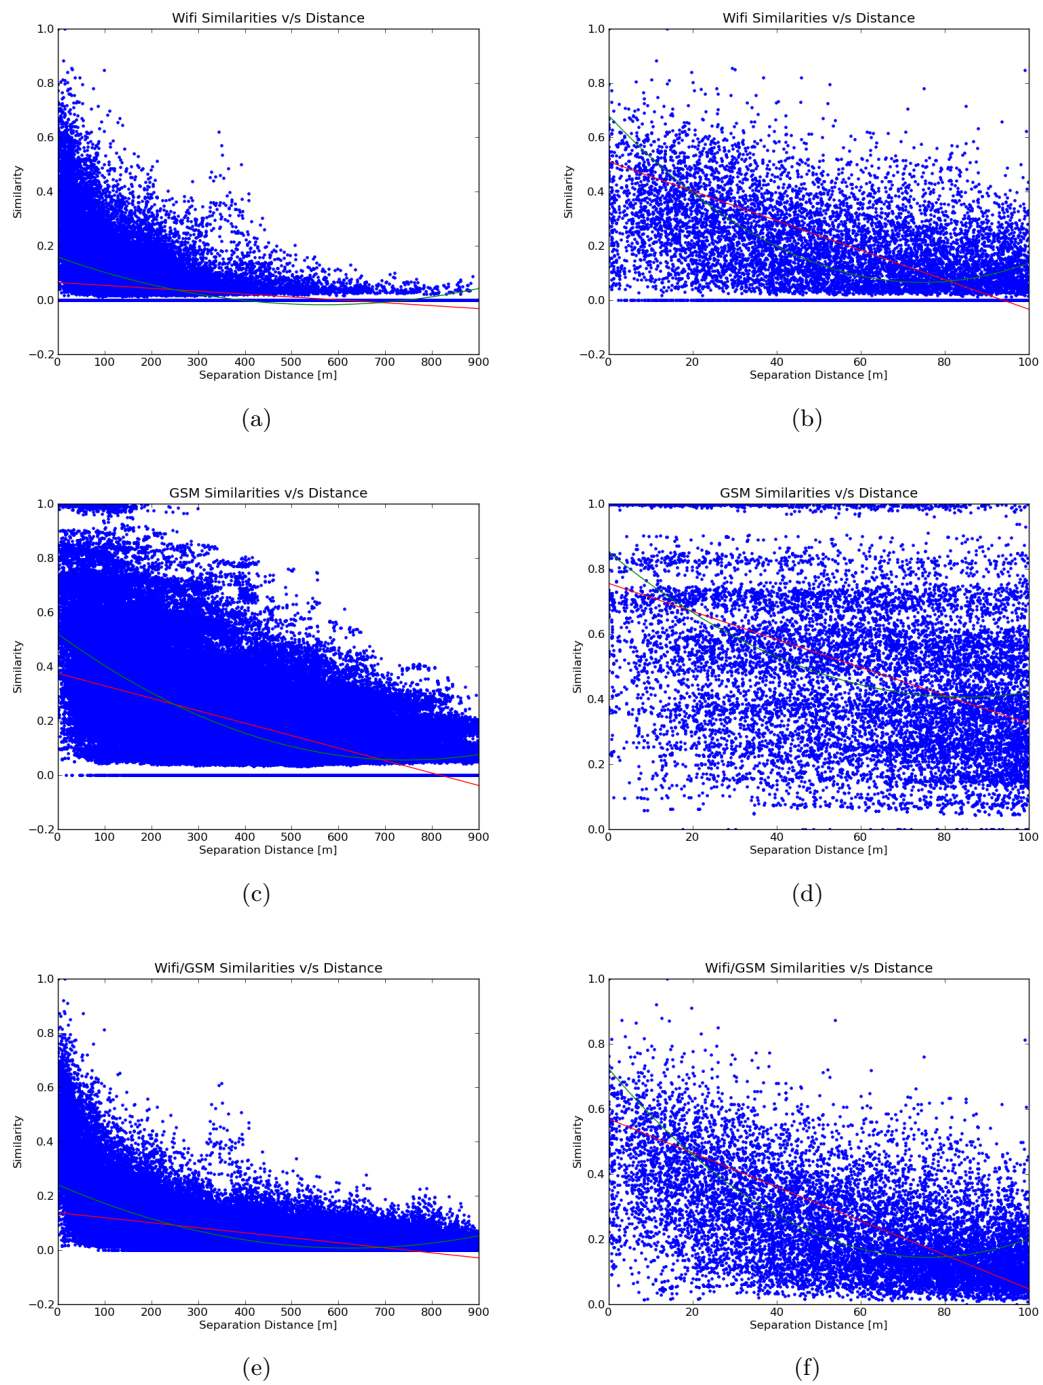 Wifi Similarities v/s Distance
1.0
0.8
0.6
0.4
0.2
0.0
−0.2
Similarity
0 100 200 300 400 500 600 700 800 900
Separation Distance [m]
(a)
Wifi Similarities v/s Distance
1.0
0.8
0.6
0.4
0.2
0.0
−0.2
Similarity
0 20 40 60 80 100
Separation Distance [m]
(b)
GSM Similarities v/s Distance
1.0
0.8
0.6
0.4
0.2
0.0
−0.2
Similarity
0 100 200 300 400 500 600 700 800 900
Separation Distance [m]
(c)
GSM Similarities v/s Distance
1.0
0.8
0.6
0.4
0.2
0.0
Similarity
0 20 40 60 80 100
Separation Distance [m]
(d)
Wifi/GSM Similarities v/s Distance
1.0
0.8
0.6
0.4
0.2
0.0
−0.2
Similarity
0 100 200 300 400 500 600 700 800 900
Separation Distance [m]
(e)
Wifi/GSM Similarities v/s Distance
1.0
0.8
0.6
0.4
0.2
0.0
Similarity
0 20 40 60 80 100
Separation Distance [m]
(f)